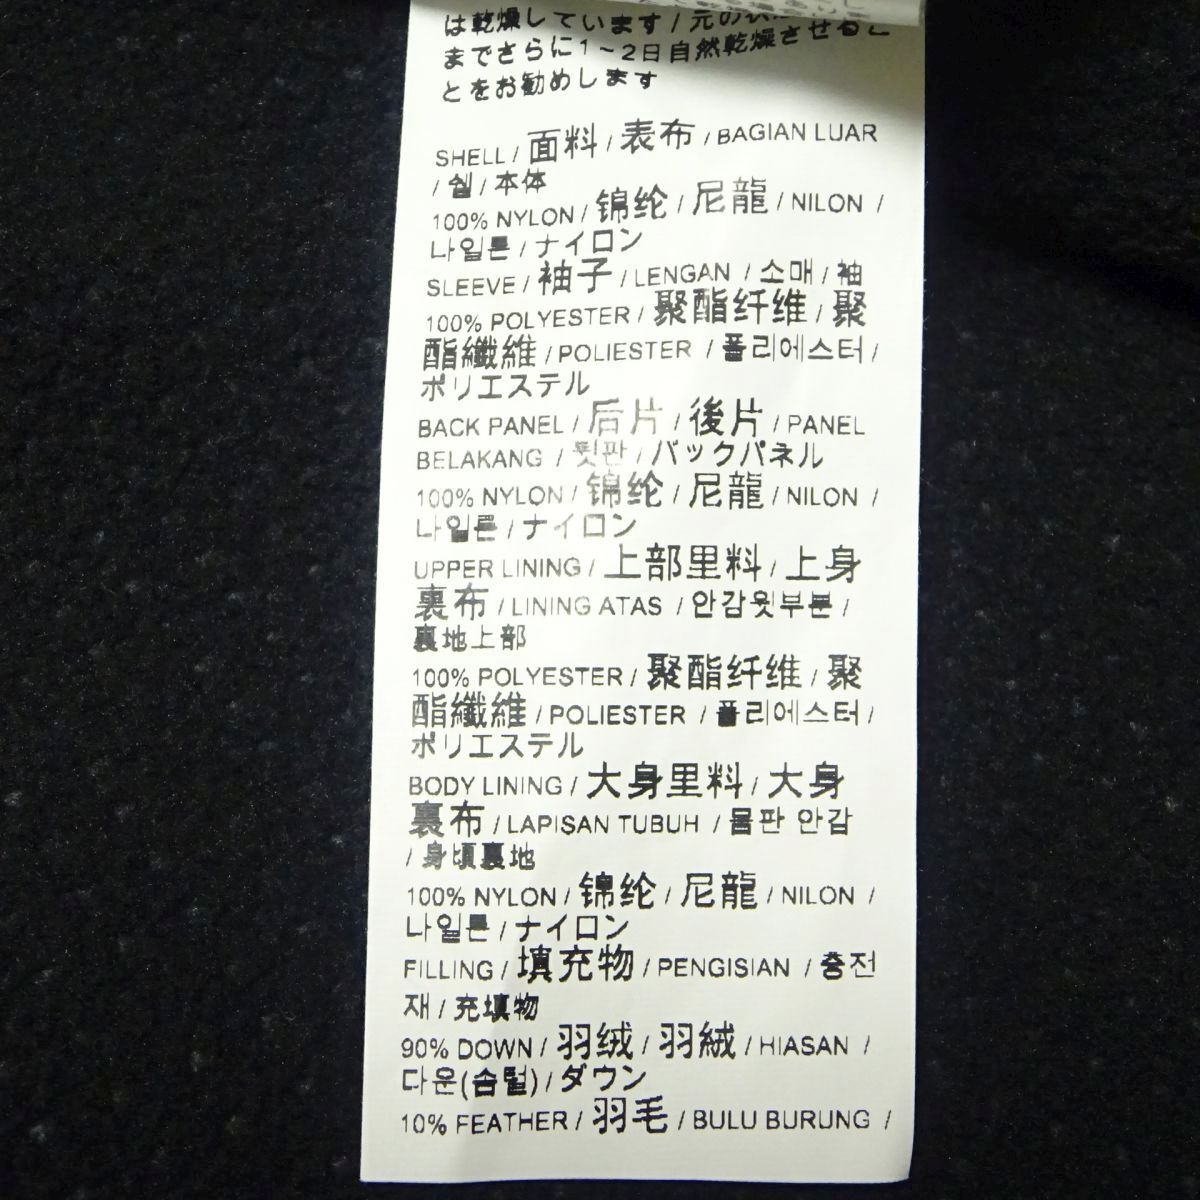 は乾燥しています / 元の状
までさらに1～2日自然乾燥させるこ
とをお勧めします
SHELL / 面料 / 表布 / BAGIAN LUAR
/ 쉘 / 本体
100% NYLON / 锦纶 / 尼龍 / NILON /
나일론 / ナイロン
SLEEVE / 袖子 / LENGAN / 소매 / 袖
100% POLYESTER / 聚酯纤维 / 聚
酯纖維 / POLIESTER / 폴리에스터 /
ポリエステル
BACK PANEL / 后片 / 後片 / PANEL
BELAKANG / 뒷판 / バックパネル
100% NYLON / 锦纶 / 尼龍 / NILON /
나일론 / ナイロン
UPPER LINING / 上部里料 / 上身
裏布 / LINING ATAS / 안감윗부분 /
裏地上部
100% POLYESTER / 聚酯纤维 / 聚
酯纖維 / POLIESTER / 폴리에스터 /
ポリエステル
BODY LINING / 大身里料 / 大身
裏布 / LAPISAN TUBUH / 몸판 안감
/ 身頃裏地
100% NYLON / 锦纶 / 尼龍 / NILON /
나일론 / ナイロン
FILLING / 填充物 / PENGISIAN / 충전
재 / 充填物
90% DOWN / 羽绒 / 羽絨 / HIASAN /
다운(솜털) / ダウン
10% FEATHER / 羽毛 / BULU BURUNG /